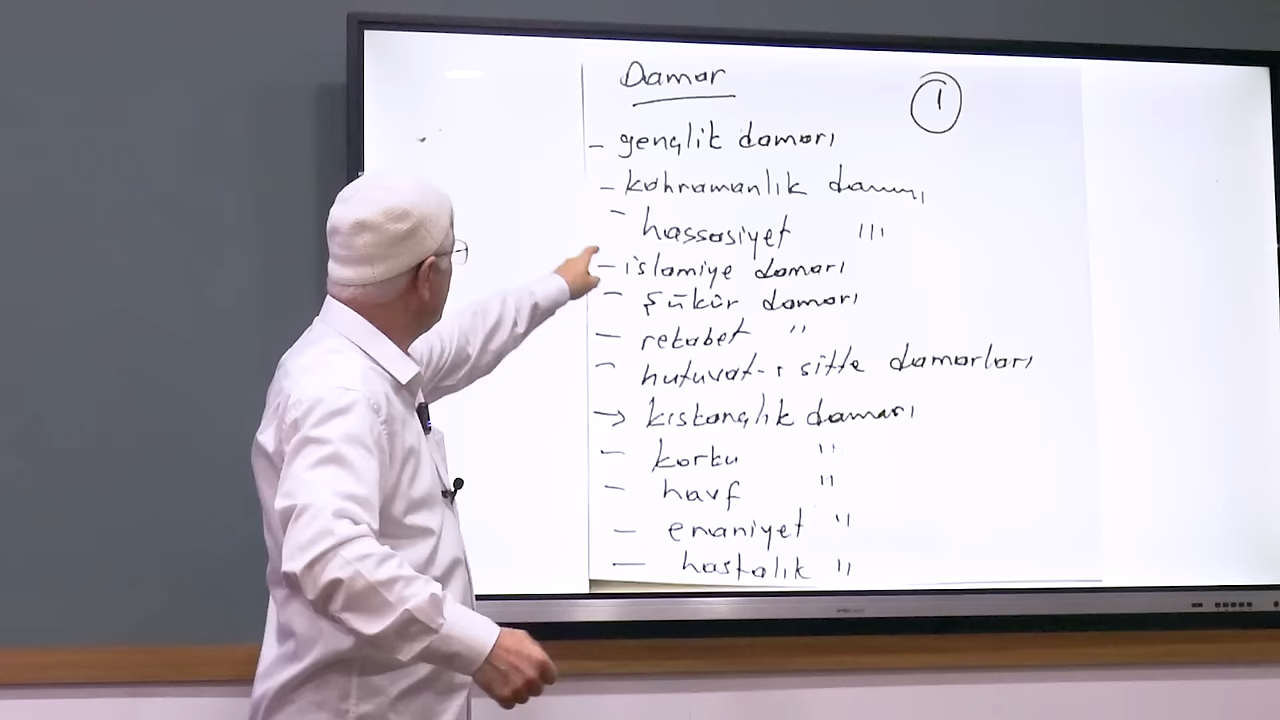 Damar
1
- gençlik damarı
- kahramanlık damarı
- hassasiyet '''
- islamiye damarı
- şükür damarı
- rekabet "
- hutuvat-ı sitte damarları
→ kıskançlık damarı
- korku "
- havf "
- enaniyet "
- hastalık "